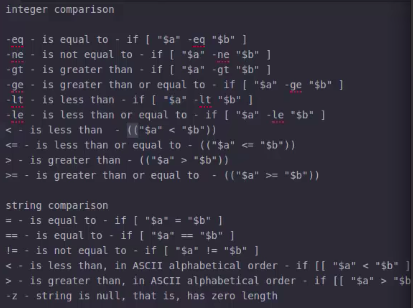 integer comparison
-eq - is equal to - if [ "$a" -eq "$b" ]
-ne - is not equal to - if [ "$a" -ne "$b" ]
-gt - is greater than - if [ "$a" -gt "$b" ]
-ge - is greater than or equal to - if [ "$a" -ge "$b" ]
-lt - is less than - if [ "$a" -lt "$b" ]
-le - is less than or equal to - if [ "$a" -le "$b" ]
< - is less than  - (("$a" < "$b"))
<= - is less than or equal to - (("$a" <= "$b"))
> - is greater than - (("$a" > "$b"))
>= - is greater than or equal to  - (("$a" >= "$b"))
string comparison
= - is equal to - if [ "$a" = "$b" ]
== - is equal to - if [ "$a" == "$b" ]
!= - is not equal to - if [ "$a" != "$b" ]
< - is less than, in ASCII alphabetical order - if [[ "$a" < "$b" ]
> - is greater than, in ASCII alphabetical order - if [[ "$a" > "$b
-z - string is null, that is, has zero length